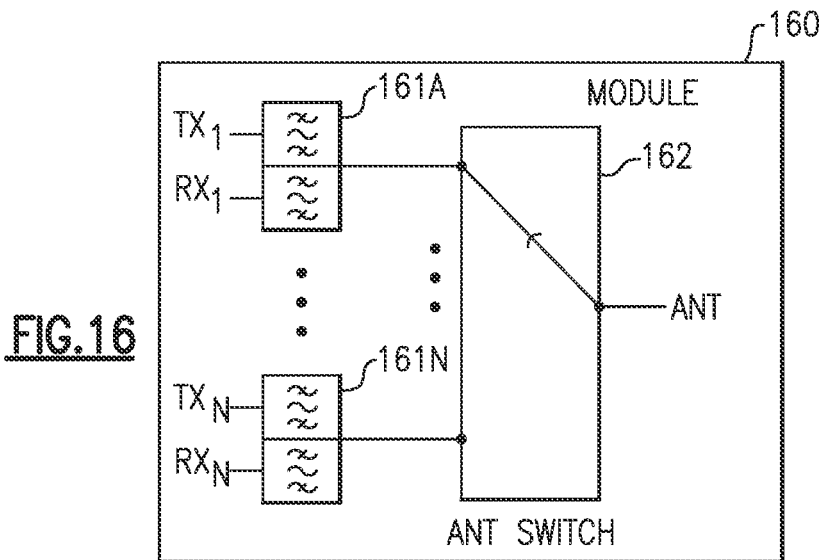 160
161A
MODULE
TX1
162
RX1
ANT
FIG.16
161N
TXN
RXN
ANT SWITCH